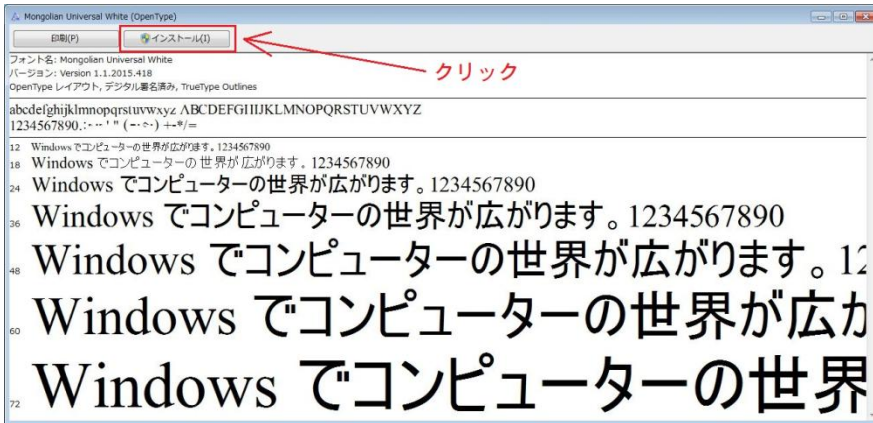 Mongolian Universal White (OpenType)
印刷(P) インストール(I)
クリック
フォント名: Mongolian Universal White
バージョン: Version 1.1.2015.418
OpenType レイアウト, デジタル署名済み, TrueType Outlines
abcdefghijklmnopqrstuvwxyz ABCDEFGHIJKLMNOPQRSTUVWXYZ
1234567890.:
12 Windows でコンピューターの世界が広がります。1234567890
18 Windows でコンピューターの世界が広がります。1234567890
24 Windows でコンピューターの世界が広がります。1234567890
36 Windows でコンピューターの世界が広がります。1234567890
48 Windows でコンピューターの世界が広がります。12
60 Windows でコンピューターの世界が広が
72 Windows でコンピューターの世界